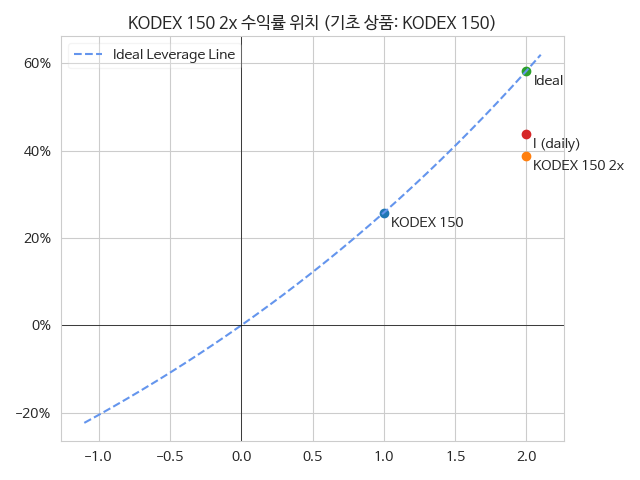 KODEX 150 2x 수익률 위치 (기초 상품: KODEX 150)
Ideal Leverage Line
60%
40%
20%
0%
−20%
Ideal
I (daily)
KODEX 150 2x
KODEX 150
−1.0 −0.5 0.0 0.5 1.0 1.5 2.0